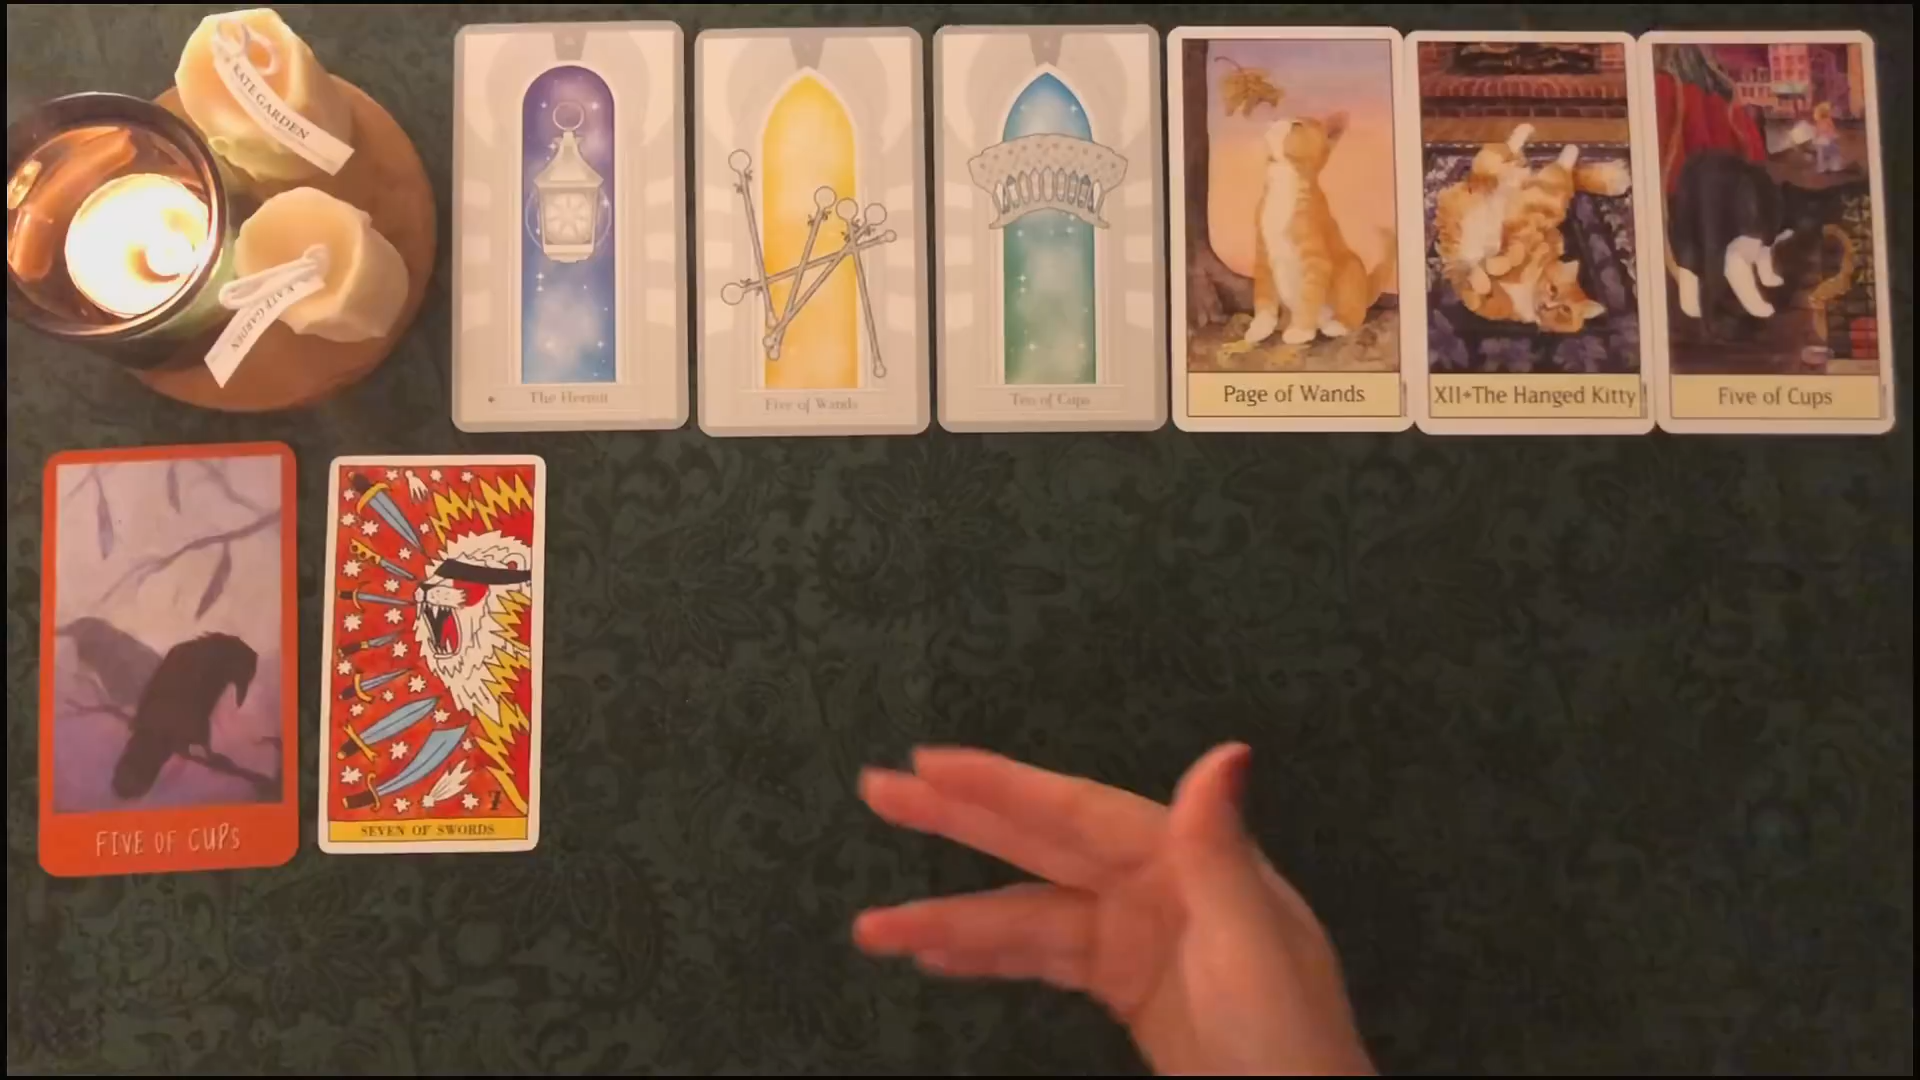 KATE GARDEN
KATE GARDEN
The Hermit
Five of Wands
Ten of Cups
Page of Wands
XII•The Hanged Kitty
Five of Cups
FIVE OF CUPS
7
SEVEN OF SWORDS